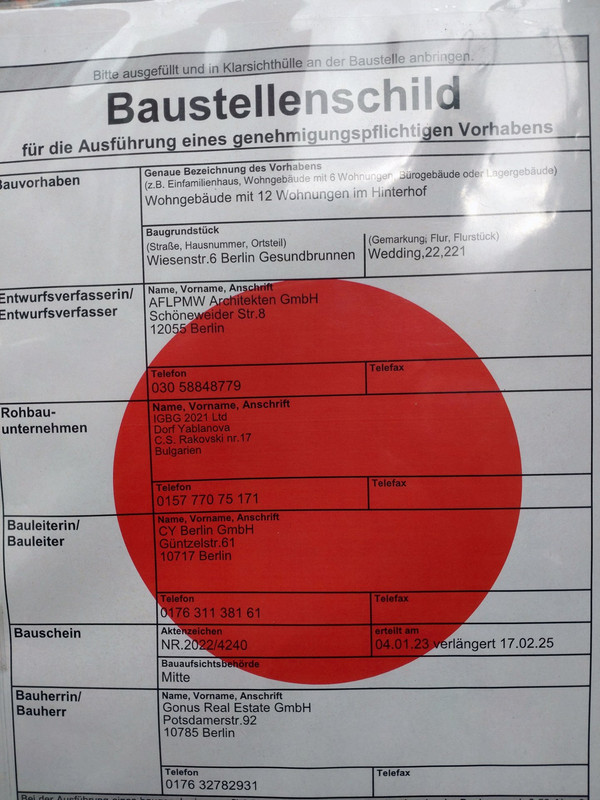 Bitte ausgefüllt und in Klarsichthülle an der Baustelle anbringen.
Baustellenschild
für die Ausführung eines genehmigungspflichtigen Vorhabens
Bauvorhaben
Genaue Bezeichnung des Vorhabens
(z.B. Einfamilienhaus, Wohngebäude mit 6 Wohnungen, Bürogebäude oder Lagergebäude)
Wohngebäude mit 12 Wohnungen im Hinterhof
Baugrundstück
(Straße, Hausnummer, Ortsteil)
Wiesenstr.6 Berlin Gesundbrunnen
(Gemarkung, Flur, Flurstück)
Wedding,22,221
Entwurfsverfasserin/
Entwurfsverfasser
Name, Vorname, Anschrift
AFLPMW Architekten GmbH
Schöneweider Str.8
12055 Berlin
Telefon
030 58848779
Telefax
Rohbau-
unternehmen
Name, Vorname, Anschrift
IGBG 2021 Ltd
Dorf Yablanova
C.S. Rakovski nr.17
Bulgarien
Telefon
0157 770 75 171
Telefax
Bauleiterin/
Bauleiter
Name, Vorname, Anschrift
CY Berlin GmbH
Güntzelstr.61
10717 Berlin
Telefon
0176 311 381 61
Telefax
Bauschein
Aktenzeichen
NR.2022/4240
erteilt am
04.01.23 verlängert 17.02.25
Bauaufsichtsbehörde
Mitte
Bauherrin/
Bauherr
Name, Vorname, Anschrift
Gonus Real Estate GmbH
Potsdamerstr.92
10785 Berlin
Telefon
0176 32782931
Telefax